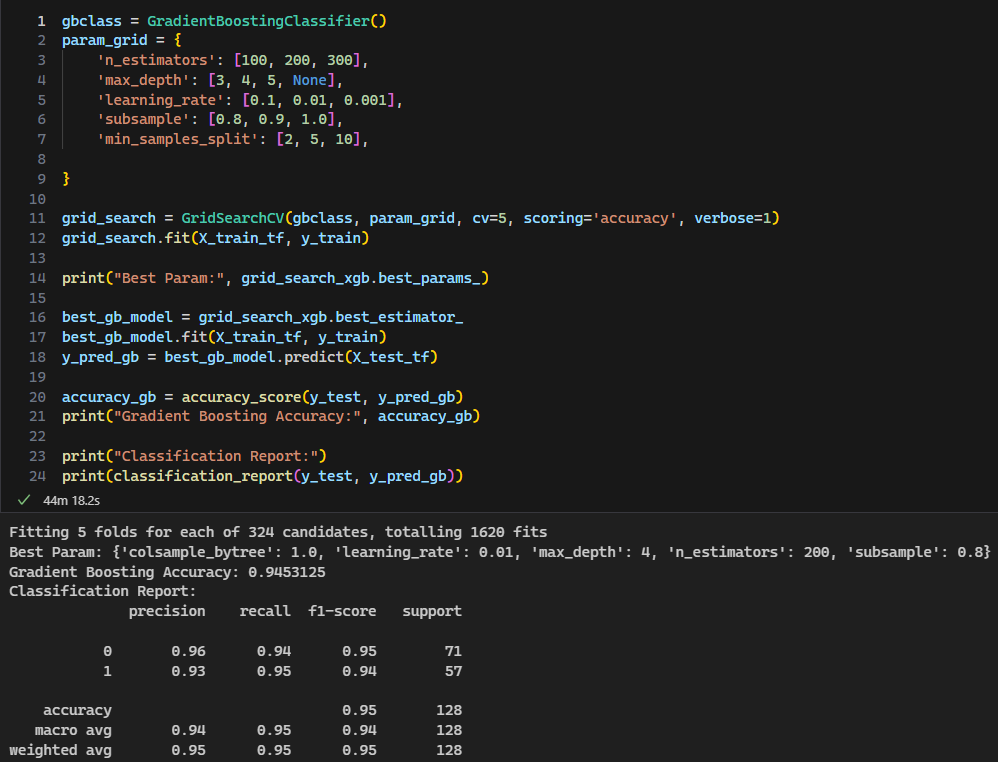 1 gbclass = GradientBoostingClassifier()
2 param_grid = {
3     'n_estimators': [100, 200, 300],
4     'max_depth': [3, 4, 5, None],
5     'learning_rate': [0.1, 0.01, 0.001],
6     'subsample': [0.8, 0.9, 1.0],
7     'min_samples_split': [2, 5, 10],
8
9 }
10
11 grid_search = GridSearchCV(gbclass, param_grid, cv=5, scoring='accuracy', verbose=1)
12 grid_search.fit(X_train_tf, y_train)
13
14 print("Best Param:", grid_search_xgb.best_params_)
15
16 best_gb_model = grid_search_xgb.best_estimator_
17 best_gb_model.fit(X_train_tf, y_train)
18 y_pred_gb = best_gb_model.predict(X_test_tf)
19
20 accuracy_gb = accuracy_score(y_test, y_pred_gb)
21 print("Gradient Boosting Accuracy:", accuracy_gb)
22
23 print("Classification Report:")
24 print(classification_report(y_test, y_pred_gb))
44m 18.2s
Fitting 5 folds for each of 324 candidates, totalling 1620 fits
Best Param: {'colsample_bytree': 1.0, 'learning_rate': 0.01, 'max_depth': 4, 'n_estimators': 200, 'subsample': 0.8}
Gradient Boosting Accuracy: 0.9453125
Classification Report:
              precision    recall  f1-score   support
           0       0.96      0.94      0.95        71
           1       0.93      0.95      0.94        57
    accuracy                           0.95       128
   macro avg       0.94      0.95      0.94       128
weighted avg       0.95      0.95      0.95       128